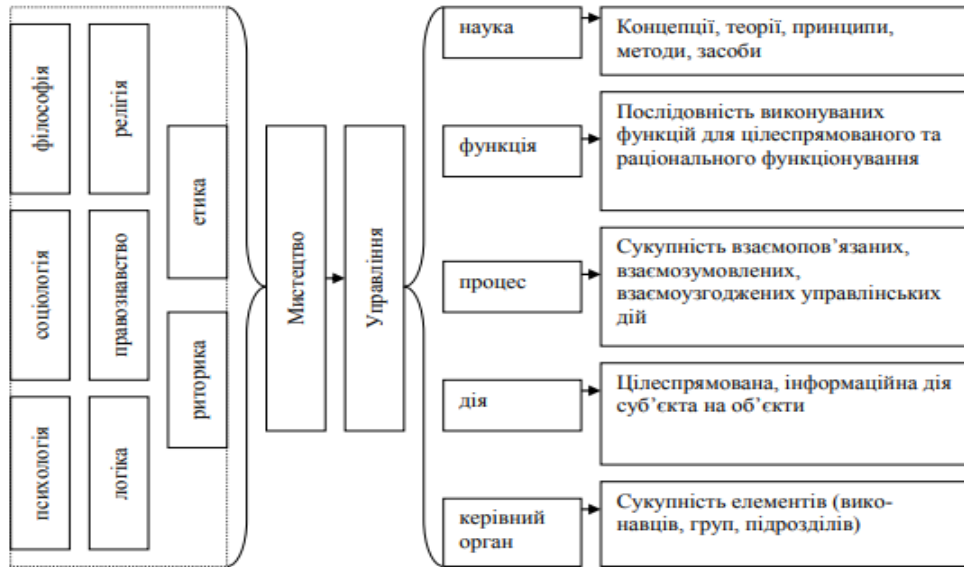 філософія
соціологія
психологія
релігія
правознавство
логіка
етика
риторика
Мистецтво
Управління
наука
Концепції, теорії, принципи,
методи, засоби
функція
Послідовність виконуваних
функцій для цілеспрямованого та
раціонального функціонування
процес
Сукупність взаємопов’язаних,
взаємозумовлених,
взаємоузгоджених управлінських
дій
дія
Цілеспрямована, інформаційна дія
суб’єкта на об’єкти
керівний
орган
Сукупність елементів (вико-
навців, груп, підрозділів)